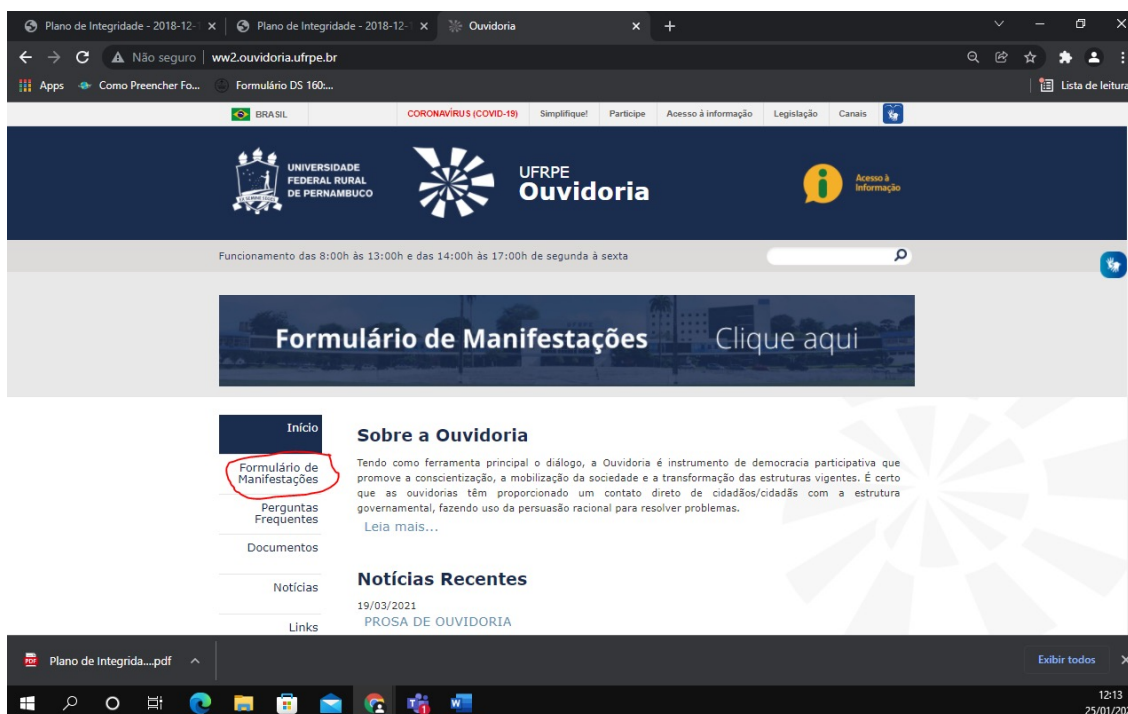 Plano de Integridade - 2018-12-1
Plano de Integridade - 2018-12-1
Ouvidoria
Não seguro
ww2.ouvidoria.ufrpe.br
Apps
Como Preencher Fo...
Formulário DS 160:...
Lista de leitura
BRASIL
CORONAVÍRUS (COVID-19)
Simplifique!
Participe
Acesso à informação
Legislação
Canais
UNIVERSIDADE
FEDERAL RURAL
DE PERNAMBUCO
UFRPE
Ouvidoria
Acesso à
Informação
Funcionamento das 8:00h às 13:00h e das 14:00h às 17:00h de segunda à sexta
Formulário de Manifestações
Clique aqui
Início
Formulário de
Manifestações
Perguntas
Frequentes
Documentos
Notícias
Links
Sobre a Ouvidoria
Tendo como ferramenta principal o diálogo, a Ouvidoria é instrumento de democracia participativa que
promove a conscientização, a mobilização da sociedade e a transformação das estruturas vigentes. É certo
que as ouvidorias têm proporcionado um contato direto de cidadãos/cidadãs com a estrutura
governamental, fazendo uso da persuasão racional para resolver problemas.
Leia mais...
Notícias Recentes
19/03/2021
PROSA DE OUVIDORIA
PDF
Plano de Integrida....pdf
Exibir todos
12:13
25/01/202